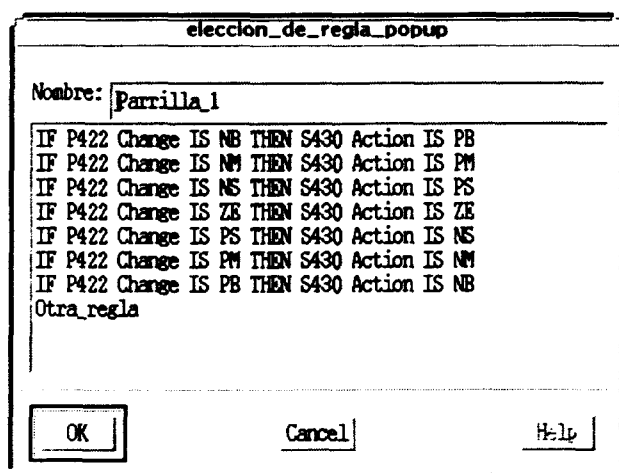 eleccion_de_regla_popup
Nombre: Parrilla_1
IF P422 Change IS NB THEN S430 Action IS PB
IF P422 Change IS NM THEN S430 Action IS PM
IF P422 Change IS NS THEN S430 Action IS PS
IF P422 Change IS ZE THEN S430 Action IS ZE
IF P422 Change IS PS THEN S430 Action IS NS
IF P422 Change IS PM THEN S430 Action IS NM
IF P422 Change IS PB THEN S430 Action IS NB
Otra_regla
OK Cancel Help